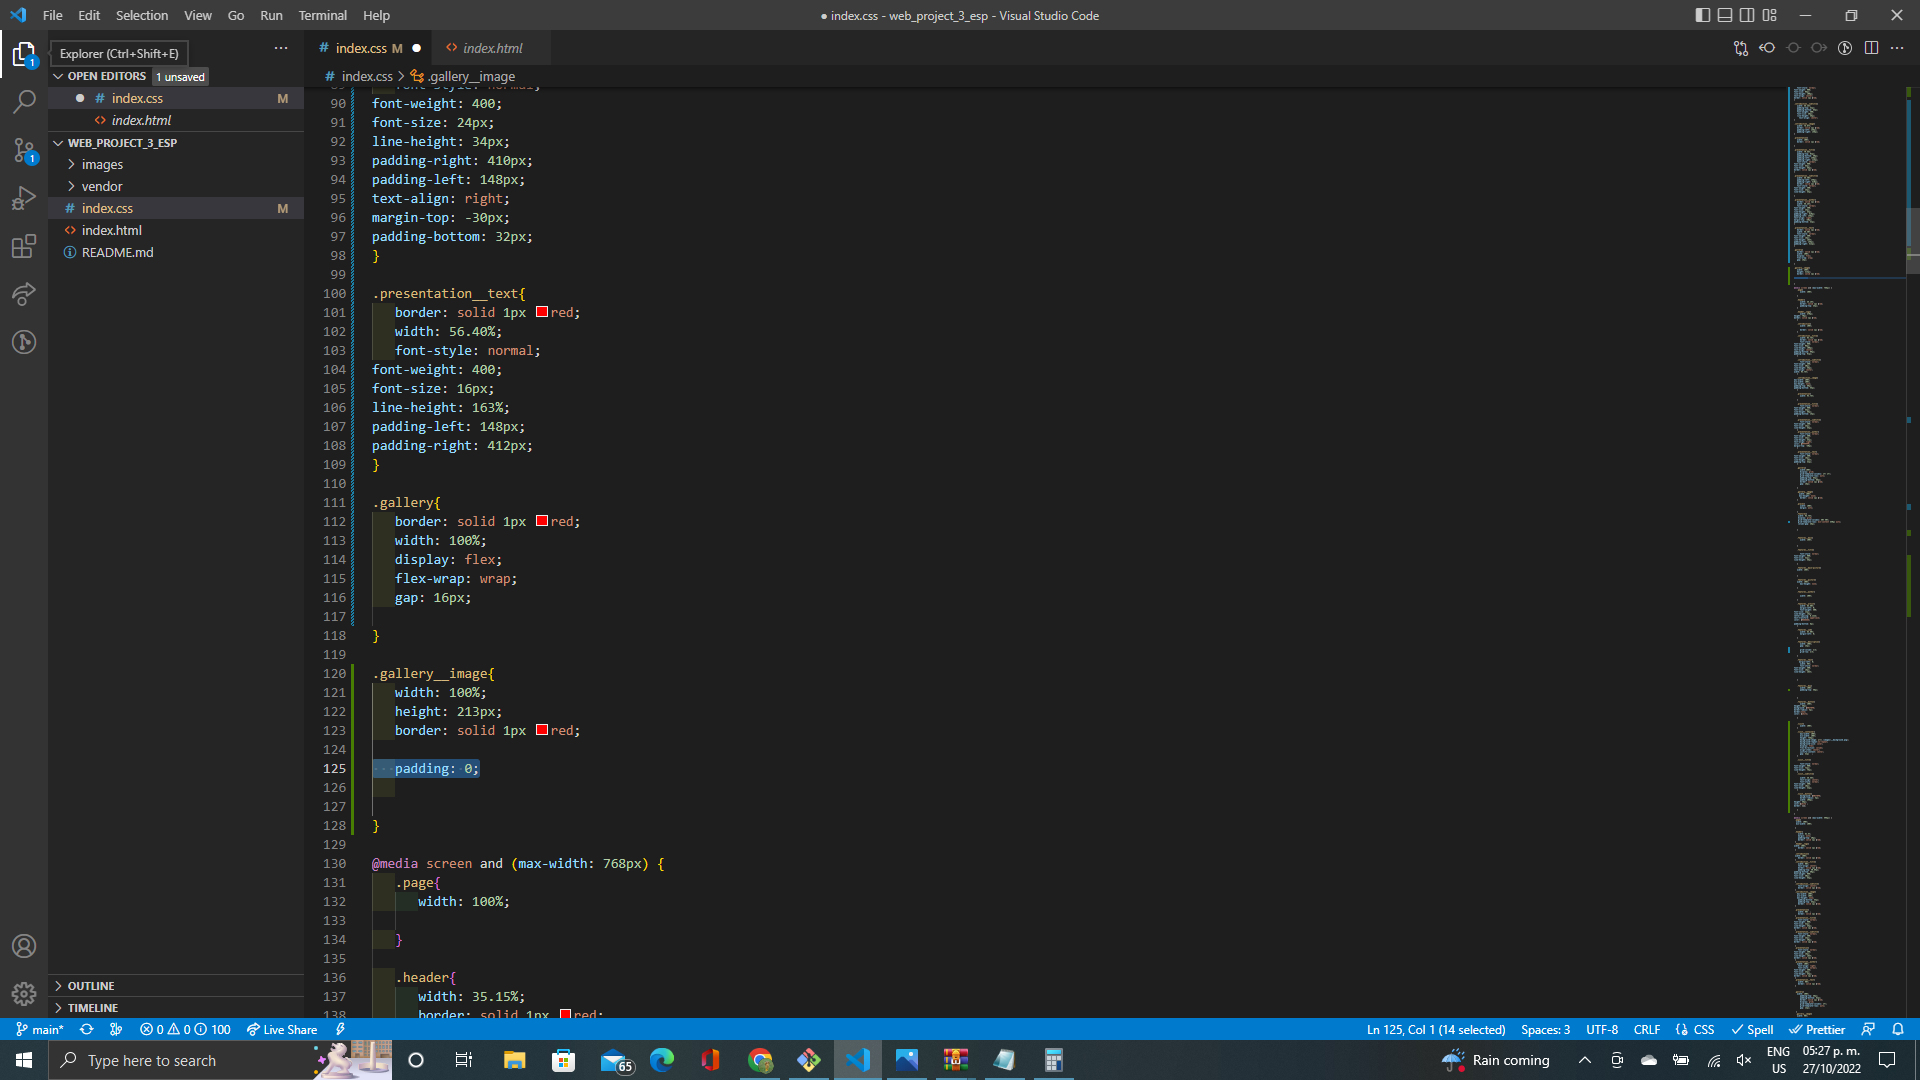 File Edit Selection View Go Run Terminal Help
● index.css - web_project_3_esp - Visual Studio Code
Explorer (Ctrl+Shift+E)
1
OPEN EDITORS 1 unsaved
# index.css M
<> index.html
WEB_PROJECT_3_ESP
images
vendor
# index.css M
<> index.html
README.md
1
OUTLINE
TIMELINE
# index.css M
<> index.html
# index.css > .gallery__image
90 font-weight: 400;
91 font-size: 24px;
92 line-height: 34px;
93 padding-right: 410px;
94 padding-left: 148px;
95 text-align: right;
96 margin-top: -30px;
97 padding-bottom: 32px;
98 }
99
100 .presentation__text{
101 border: solid 1px red;
102 width: 56.40%;
103 font-style: normal;
104 font-weight: 400;
105 font-size: 16px;
106 line-height: 163%;
107 padding-left: 148px;
108 padding-right: 412px;
109 }
110
111 .gallery{
112 border: solid 1px red;
113 width: 100%;
114 display: flex;
115 flex-wrap: wrap;
116 gap: 16px;
117
118 }
119
120 .gallery__image{
121 width: 100%;
122 height: 213px;
123 border: solid 1px red;
124
125 padding: 0;
126
127
128 }
129
130 @media screen and (max-width: 768px) {
131 .page{
132 width: 100%;
133
134 }
135
136 .header{
137 width: 35.15%;
138 border: solid 1px red;
main* 0 0 100 Live Share
Ln 125, Col 1 (14 selected) Spaces: 3 UTF-8 CRLF CSS Spell Prettier
Type here to search
65
Rain coming
ENG
US
05:27 p. m.
27/10/2022